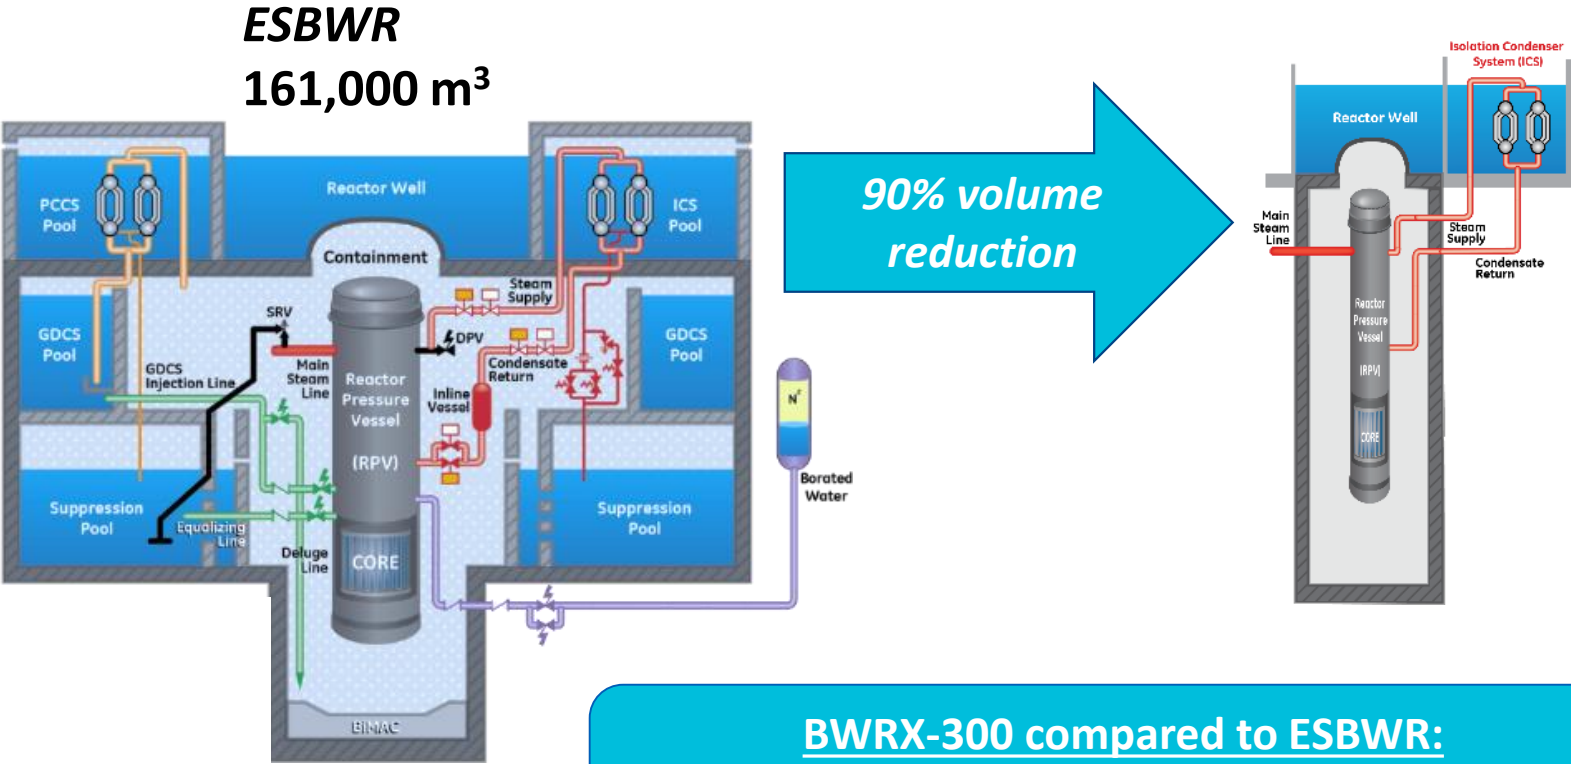 ESBWR
161,000 m³
PCCS
Pool
Reactor Well
ICS
Pool
Containment
Steam
Supply
SRV
DPV
GDCS
Pool
GDCS
Pool
GDCS
Injection Line
Main
Steam
Line
Reactor
Pressure
Vessel
(RPV)
Condensate
Return
Inline
Vessel
Suppression
Pool
Equalizing
Line
Deluge
Line
CORE
Suppression
Pool
BiMAC
N²
Borated
Water
90% volume
reduction
Isolation Condenser
System (ICS)
Reactor Well
Main
Steam
Line
Steam
Supply
Condensate
Return
Reactor
Pressure
Vessel
(RPV)
CORE
BWRX-300 compared to ESBWR: